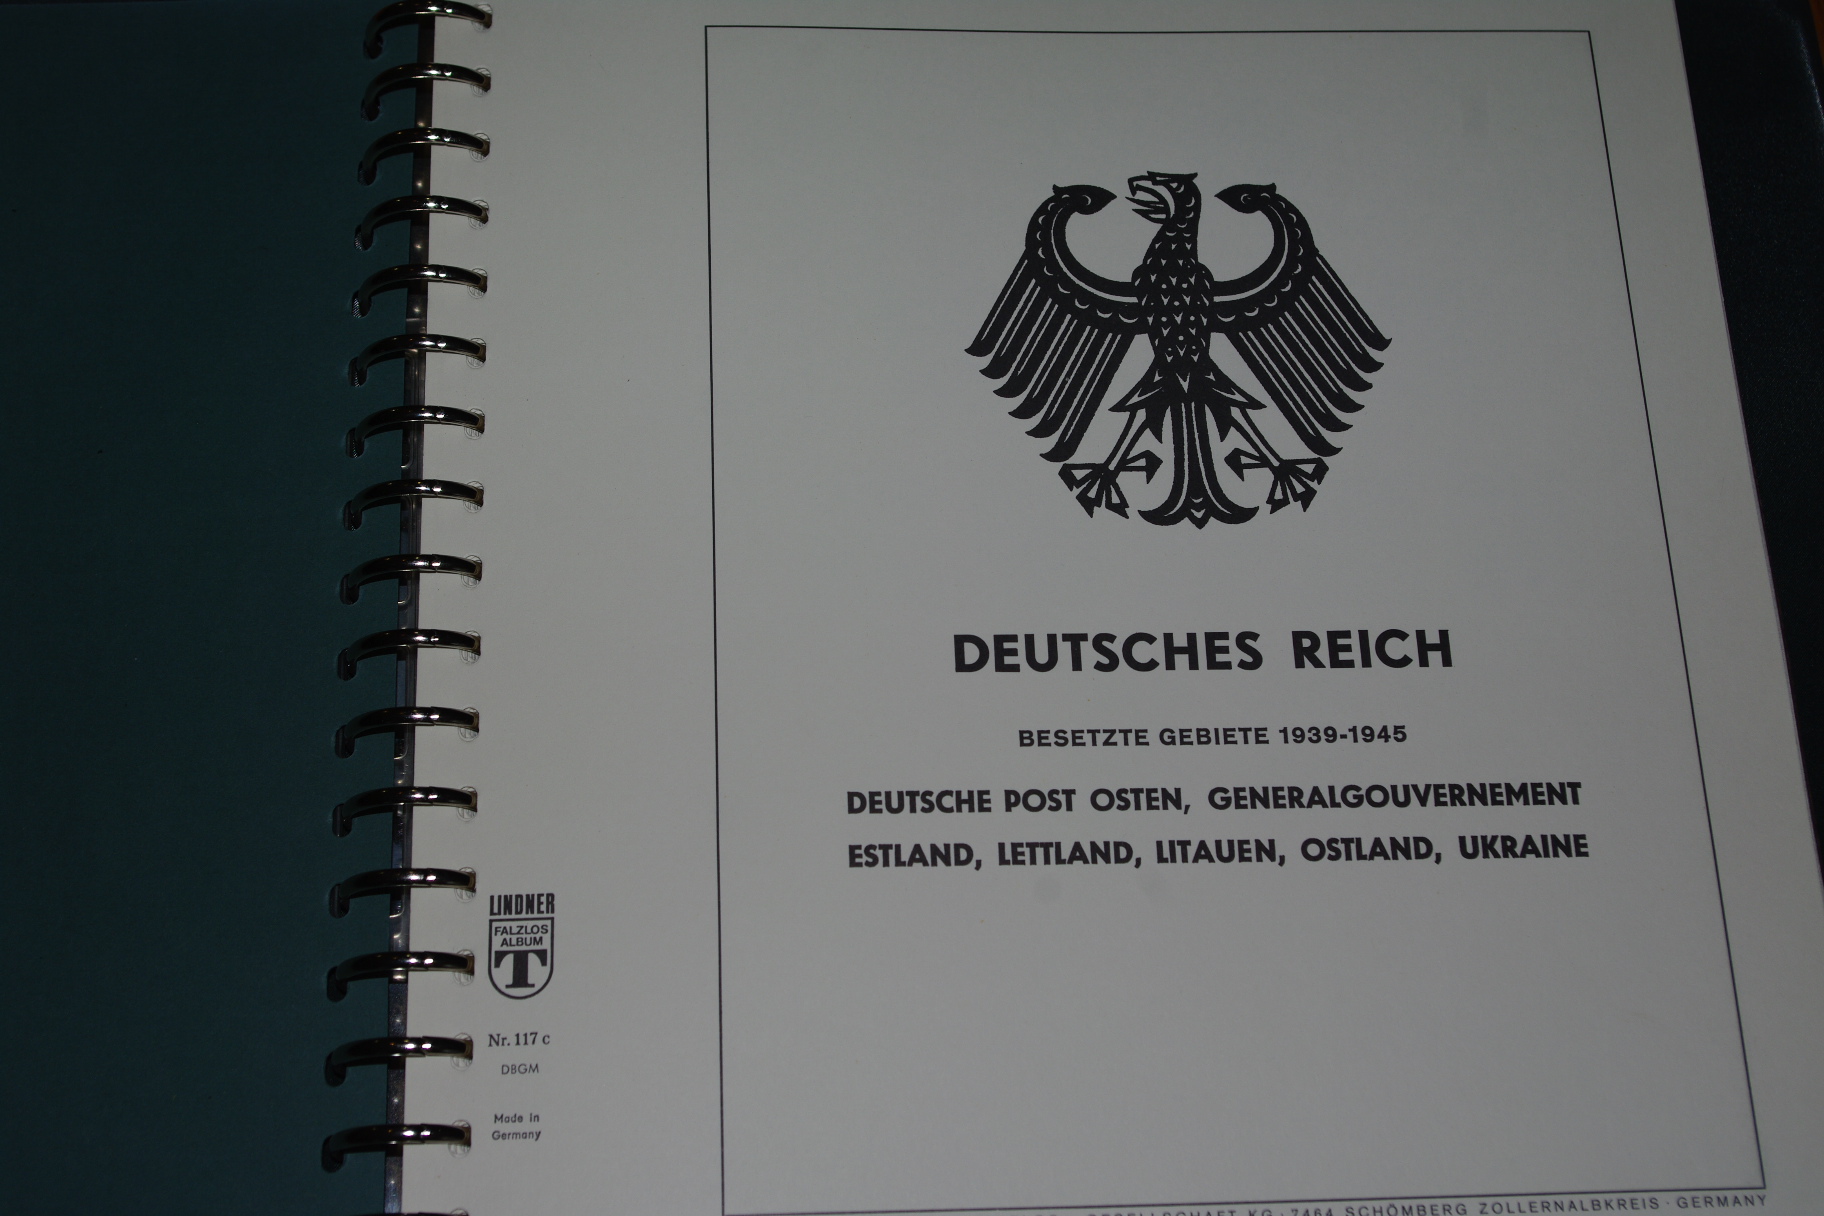 DEUTSCHES REICH
BESETZTE GEBIETE 1939-1945
DEUTSCHE POST OSTEN, GENERALGOUVERNEMENT
ESTLAND, LETTLAND, LITAUEN, OSTLAND, UKRAINE
LINDNER
FALZLOS
ALBUM
T
Nr. 117 c
DBGM
Made in
Germany
KG · 7464 SCHÖMBERG ZOLLERNALBKREIS · GERMANY